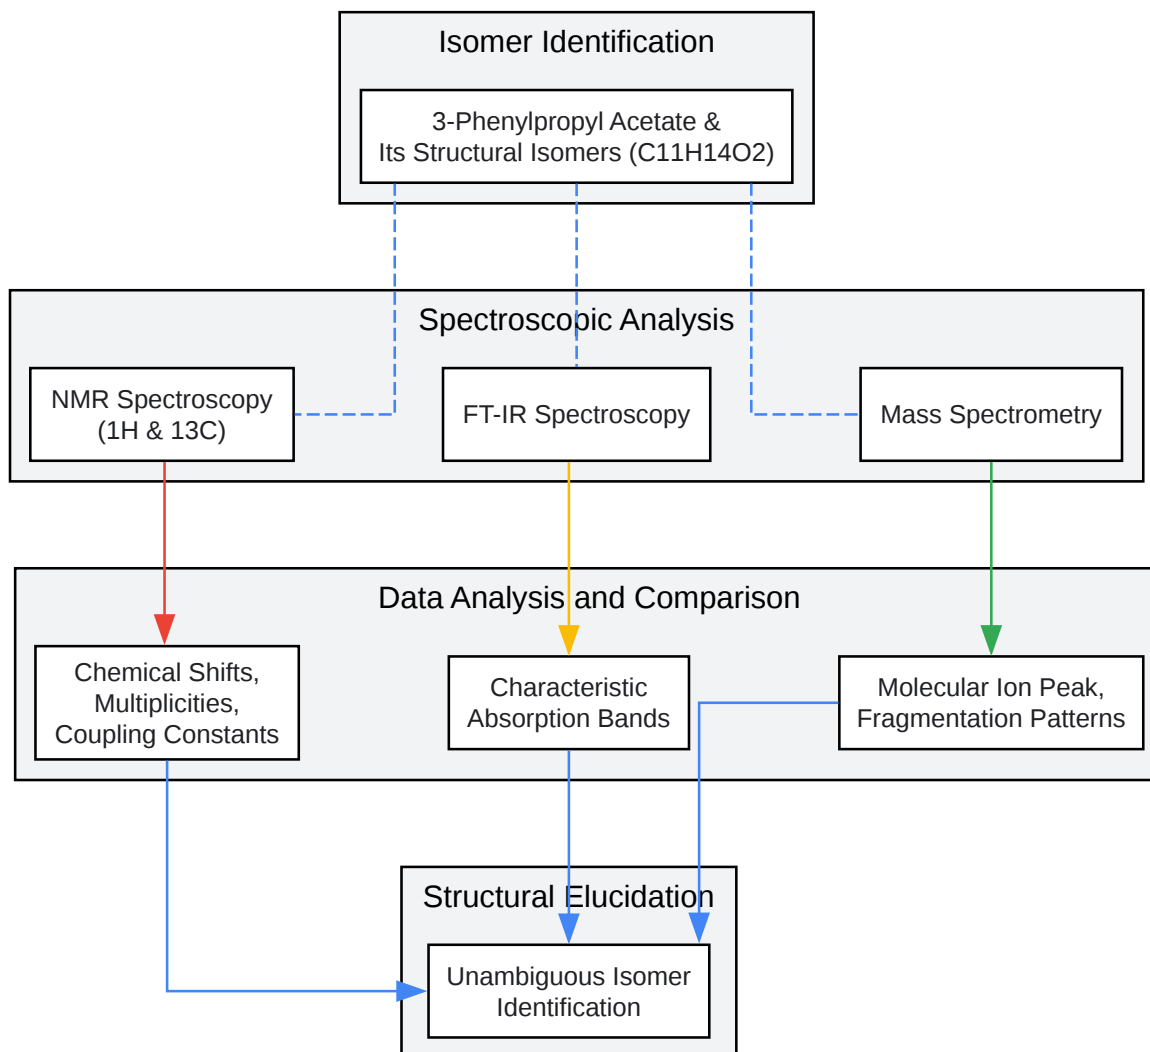 Isomer Identification
3-Phenylpropyl Acetate &
Its Structural Isomers (C11H14O2)
Spectroscopic Analysis
NMR Spectroscopy
(1H & 13C)
FT-IR Spectroscopy
Mass Spectrometry
Data Analysis and Comparison
Chemical Shifts,
Multiplicities,
Coupling Constants
Characteristic
Absorption Bands
Molecular Ion Peak,
Fragmentation Patterns
Structural Elucidation
Unambiguous Isomer
Identification